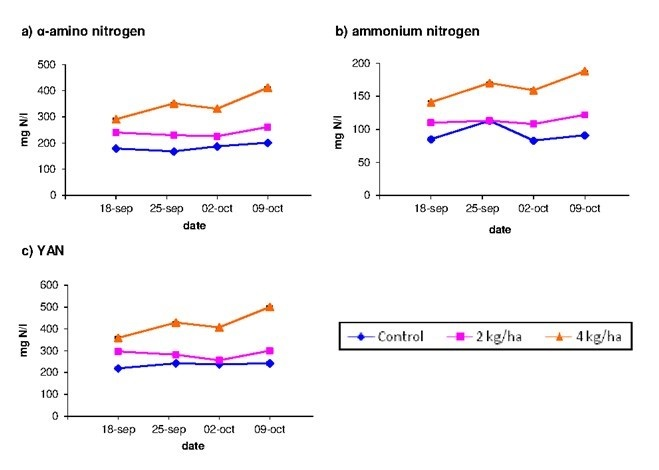 a) α-amino nitrogen
500
400
300
200
100
0
mg N/l
18-sep 25-sep 02-oct 09-oct
date
b) ammonium nitrogen
200
150
100
50
0
mg N/l
18-sep 25-sep 02-oct 09-oct
date
c) YAN
600
500
400
300
200
100
0
mg N/l
18-sep 25-sep 02-oct 09-oct
date
Control 2 kg/ha 4 kg/ha